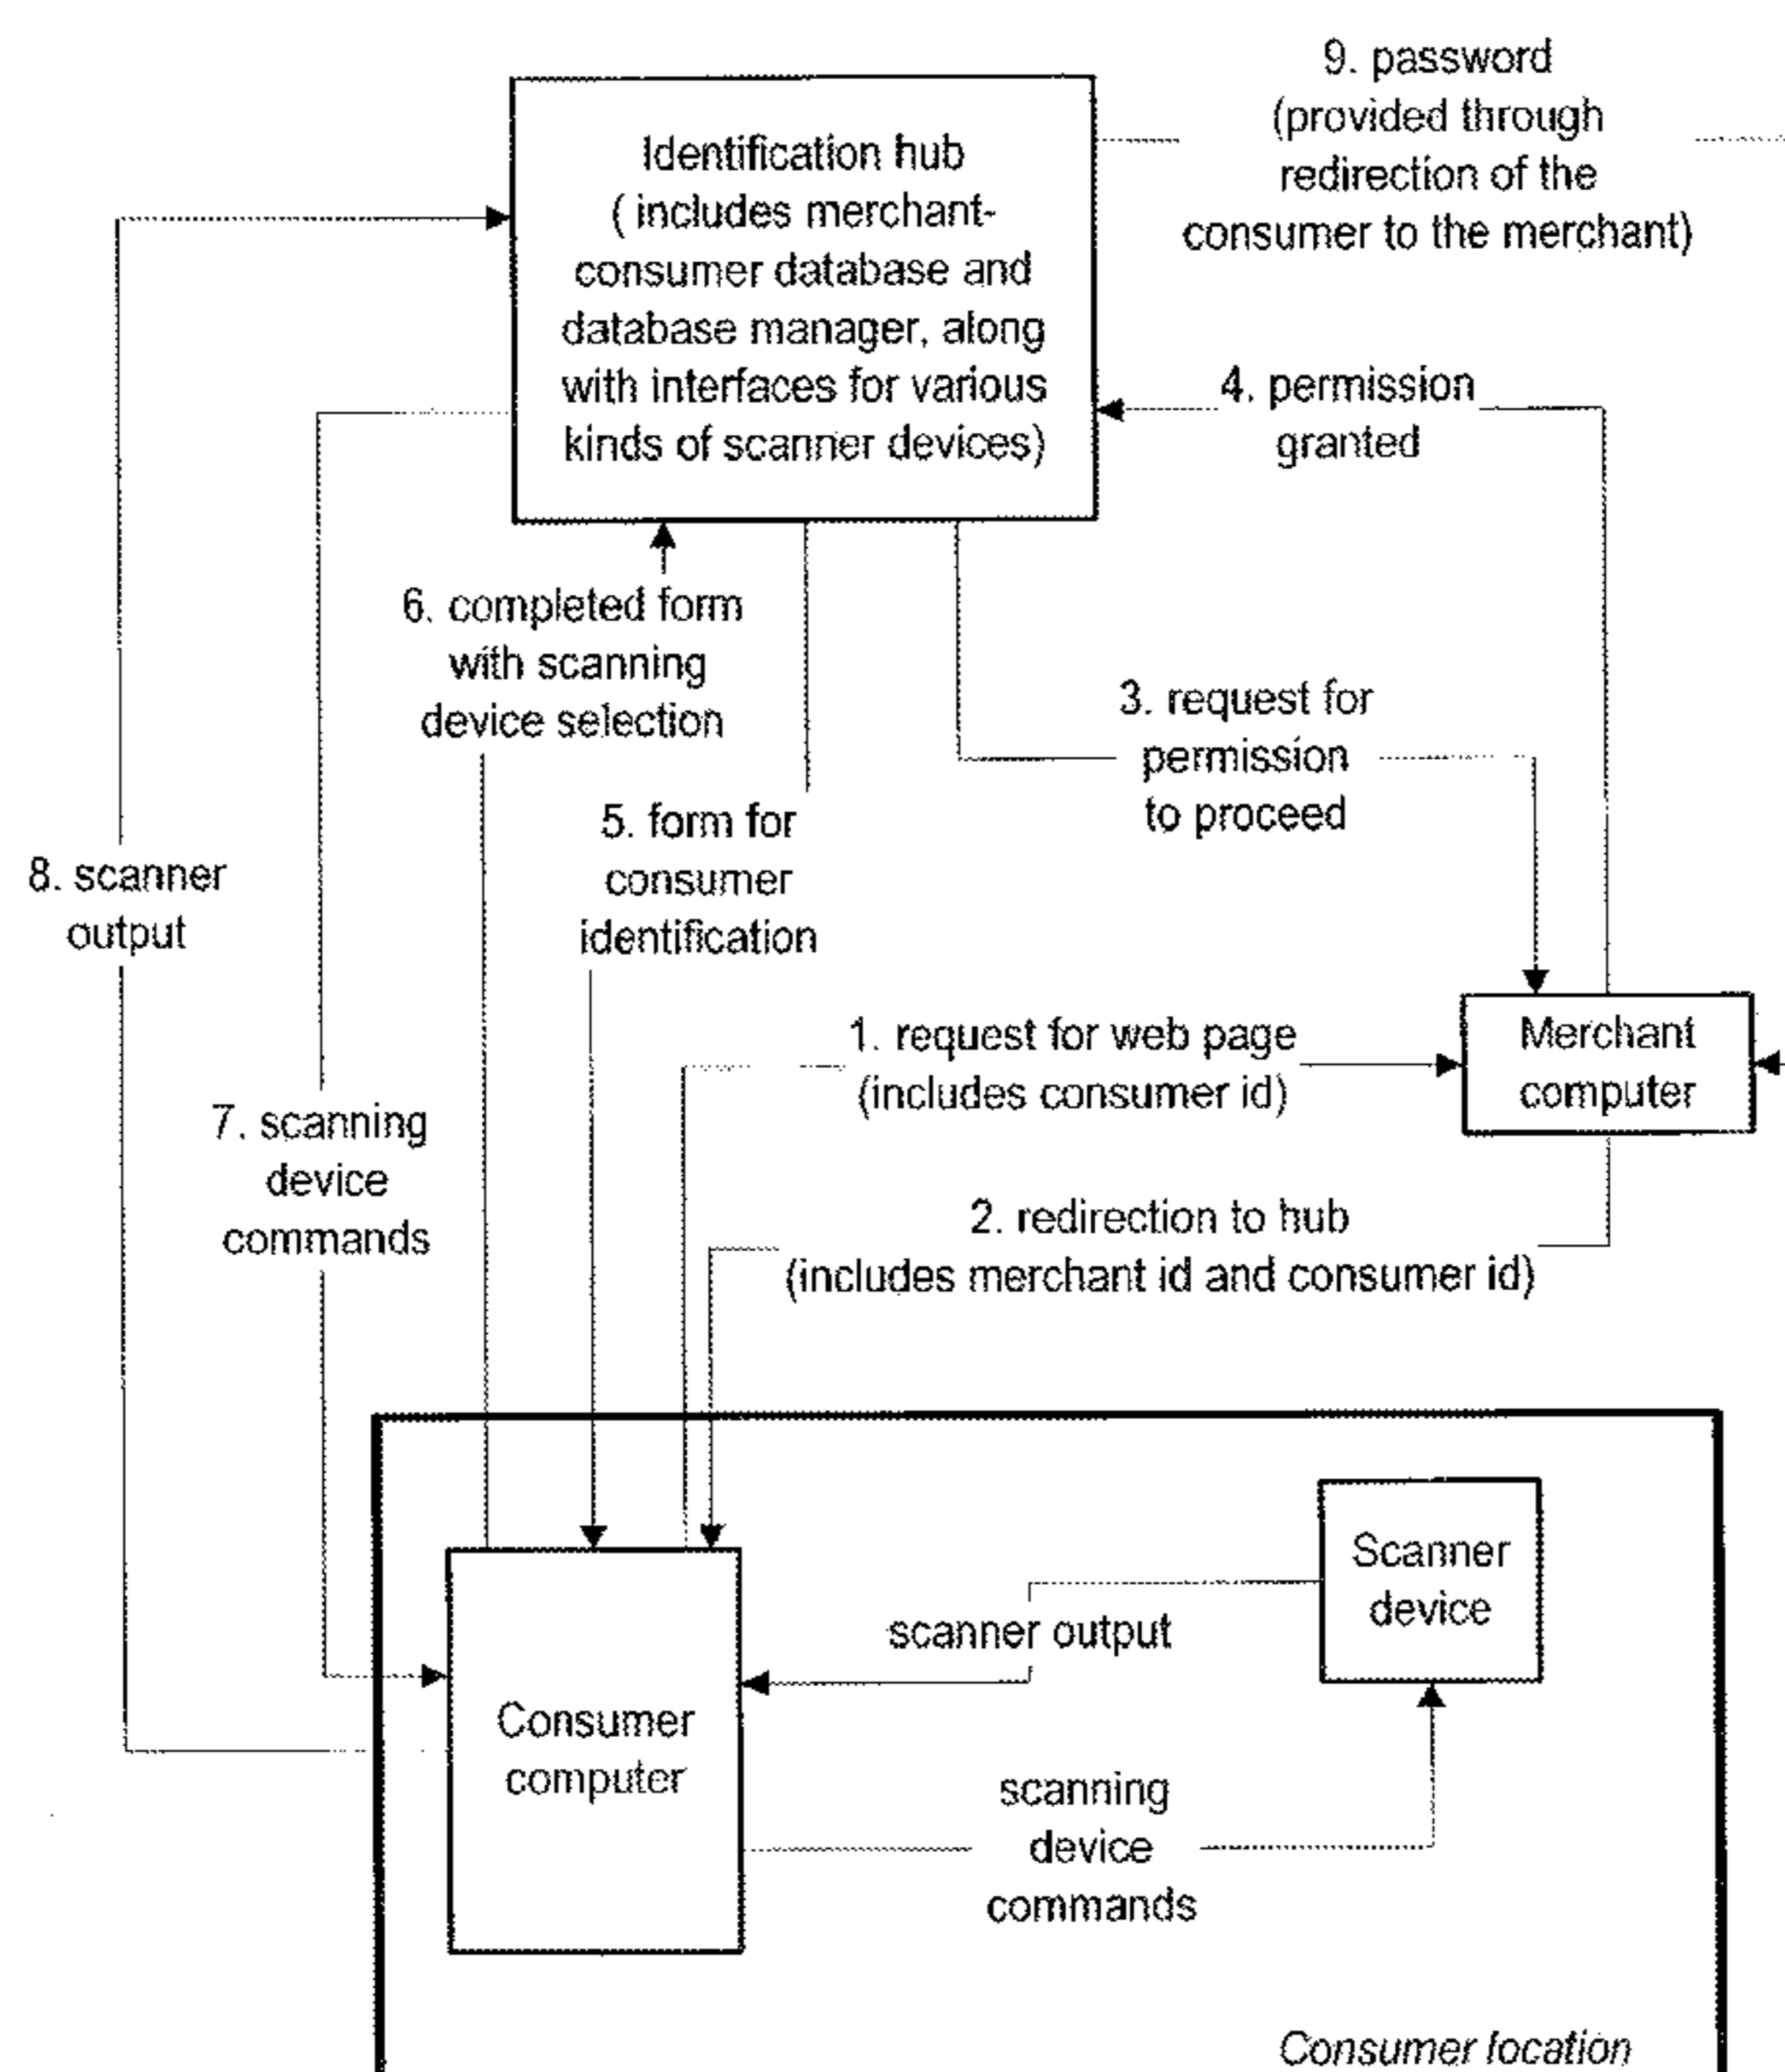 9. password
(provided through
redirection of the
consumer to the merchant)
Identification hub
( includes merchant-
consumer database and
database manager, along
with interfaces for various
kinds of scanner devices)
4. permission
granted
6. completed form
with scanning
device selection
3. request for
permission
to proceed
5. form for
consumer
identification
8. scanner
output
1. request for web page
(includes consumer id)
Merchant
computer
7. scanning
device
commands
2. redirection to hub
(includes merchant id and consumer id)
Scanner
device
scanner output
Consumer
computer
scanning
device
commands
Consumer location